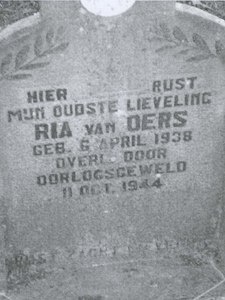 HIER RUST
MIJN OUDSTE LIEVELING
RIA VAN OERS
GEB. 6 APRIL 1938
OVERL. DOOR
OORLOGSGEWELD
11 OCT. 1944